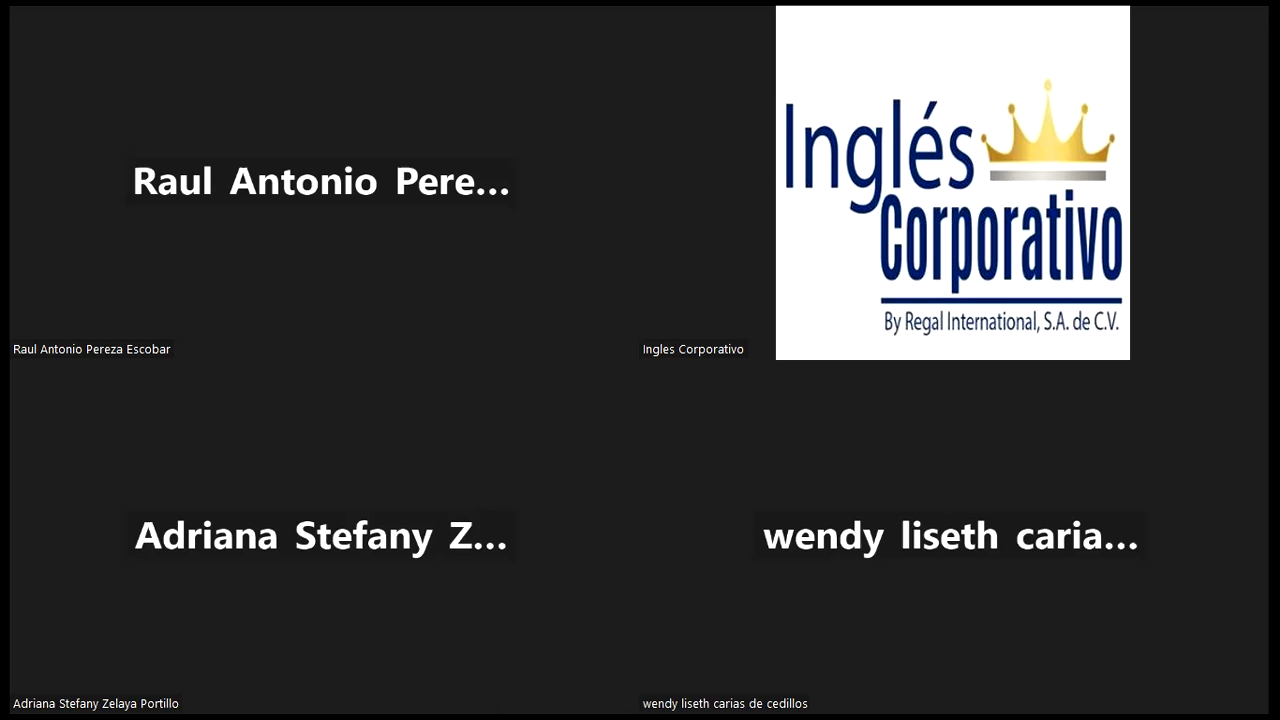 Raul Antonio Pere...
Raul Antonio Pereza Escobar
Inglés
Corporativo
By Regal International, S.A. de C.V.
Ingles Corporativo
Adriana Stefany Z...
Adriana Stefany Zelaya Portillo
wendy liseth caria...
wendy liseth carias de cedillos